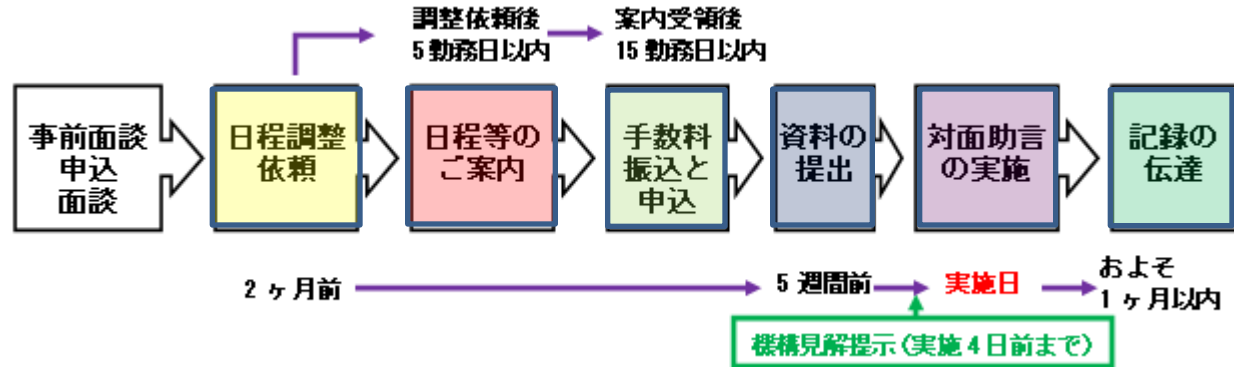 調整依頼後
5勤務日以内
案内受領後
15勤務日以内
事前面談
申込
面談
日程調整
依頼
日程等の
ご案内
手数料
振込と
申込
資料の
提出
対面助言
の実施
記録の
伝達
2ヶ月前
5週間前
実施日
およそ
1ヶ月以内
機構見解提示(実施4日前まで)